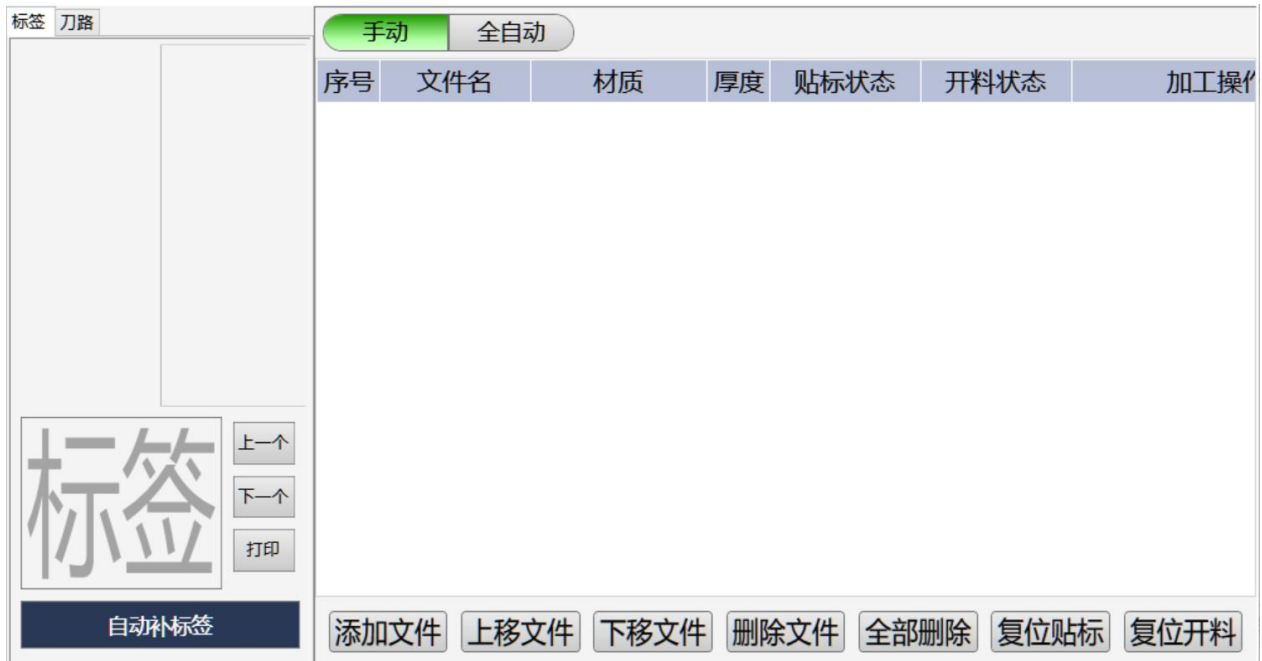 标签 刀路
手动 全自动
序号 文件名 材质 厚度 贴标状态 开料状态 加工操作
标签
上一个
下一个
打印
自动补标签
添加文件 上移文件 下移文件 删除文件 全部删除 复位贴标 复位开料